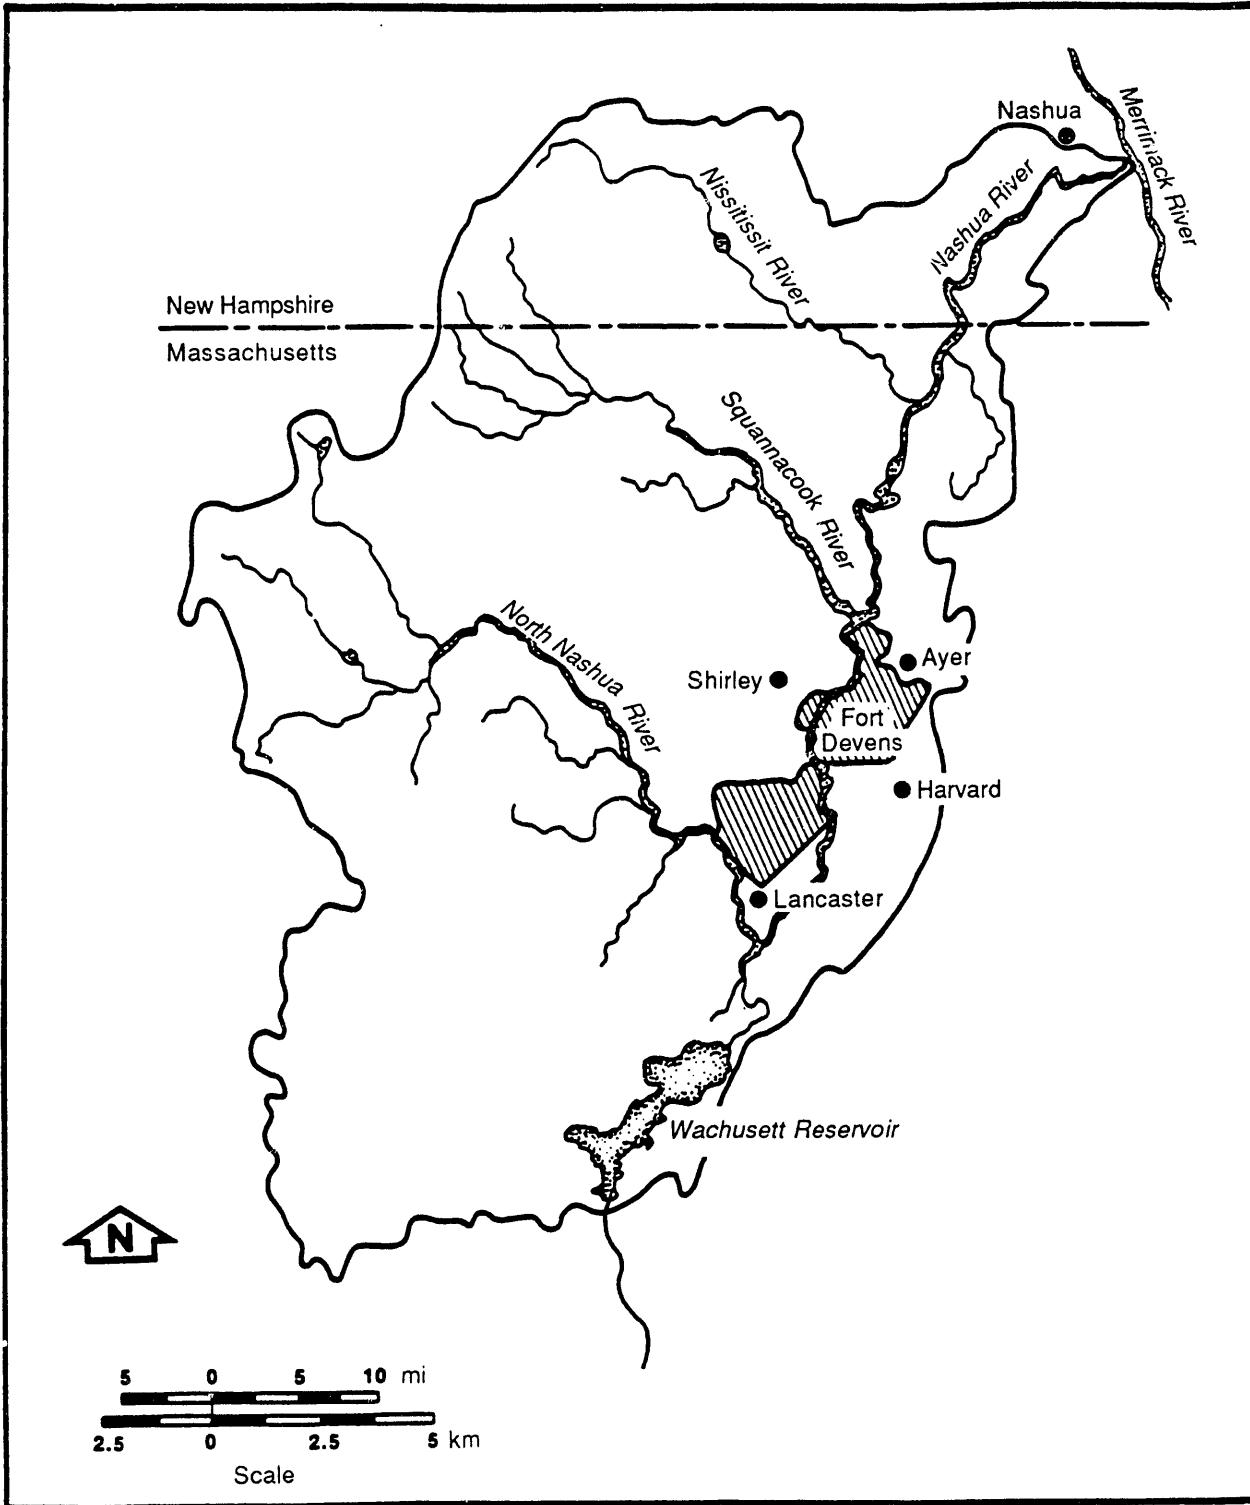 Nashua
Merrimack River
Nissitissit River
Nashua River
New Hampshire
Massachusetts
Squannacook River
North Nashua River
Ayer
Shirley
Fort
Devens
Harvard
Lancaster
Wachusett Reservoir
N
5 0 5 10 mi
2.5 0 2.5 5 km
Scale